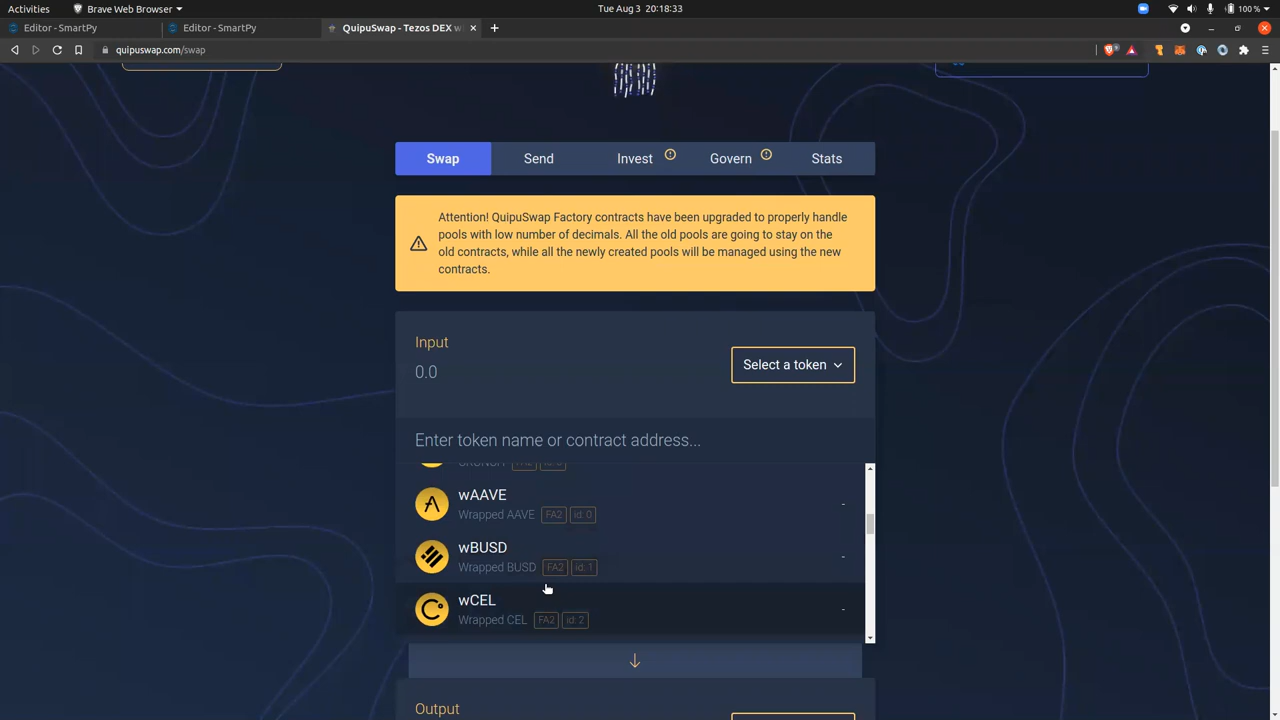 Activities
Brave Web Browser
Tue Aug 3 20:18:33
100 %
Editor - SmartPy
Editor - SmartPy
QuipuSwap - Tezos DEX w
quipuswap.com/swap
Swap
Send
Invest
Govern
Stats
Attention! QuipuSwap Factory contracts have been upgraded to properly handle
pools with low number of decimals. All the old pools are going to stay on the
old contracts, while all the newly created pools will be managed using the new
contracts.
Input
0.0
Select a token
Enter token name or contract address...
wAAVE
-
Wrapped AAVE FA2 id: 0
wBUSD
-
Wrapped BUSD FA2 id: 1
wCEL
-
Wrapped CEL FA2 id: 2
Output